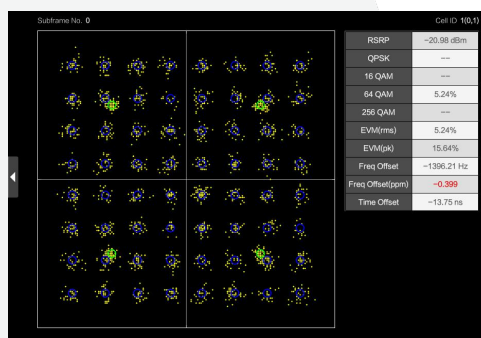 Subframe No. 0
Cell ID 1(0,1)
RSRP −20.98 dBm
QPSK --
16 QAM --
64 QAM 5.24%
256 QAM --
EVM(rms) 5.24%
EVM(pk) 15.64%
Freq Offset −1396.21 Hz
Freq Offset(ppm) −0.399
Time Offset −13.75 ns